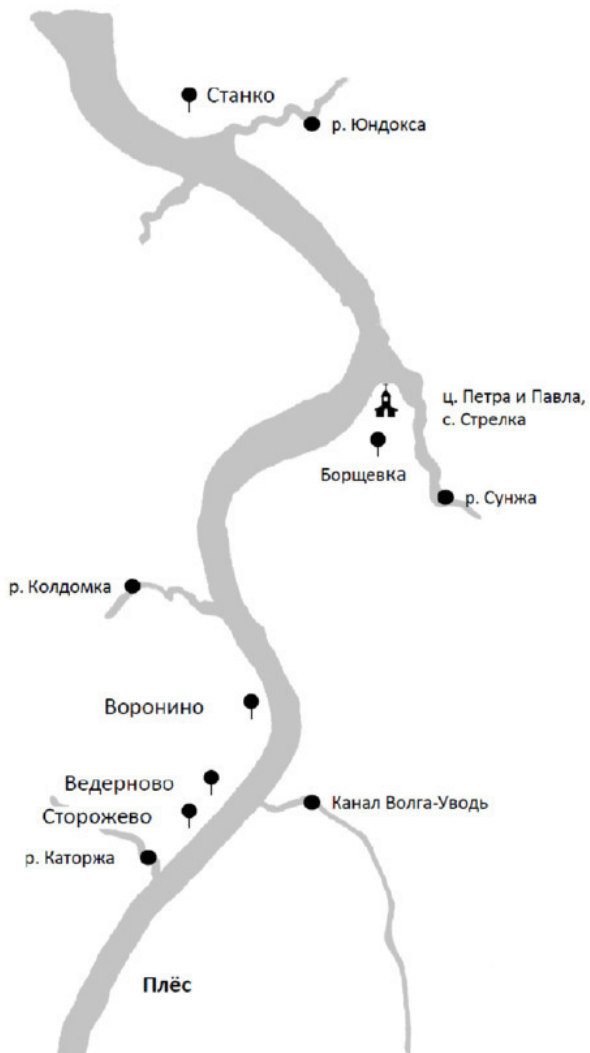 Станко
р. Юндокса
ц. Петра и Павла,
с. Стрелка
Борщевка
р. Сунжа
р. Колдомка
Воронино
Ведерново
Канал Волга-Уводь
Сторожево
р. Каторжа
Плёс